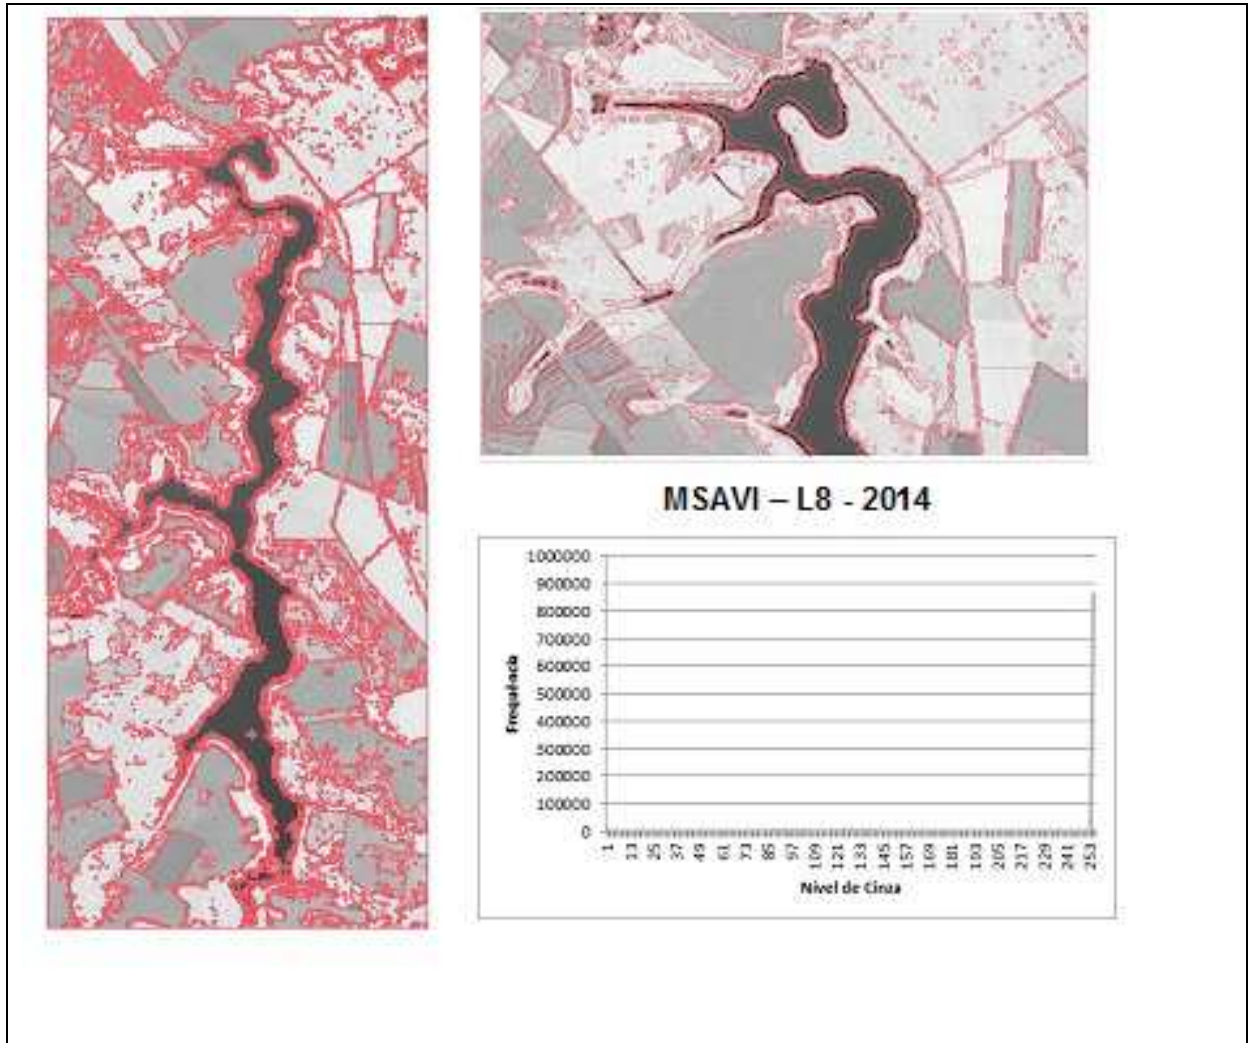 MSAVI – L8 - 2014
1000000
900000
800000
700000
600000
500000
400000
300000
200000
100000
0
Frequência
1 13 25 37 49 61 73 85 97 109 121 133 145 157 169 181 193 205 217 229 241 253
Nível de Cinza